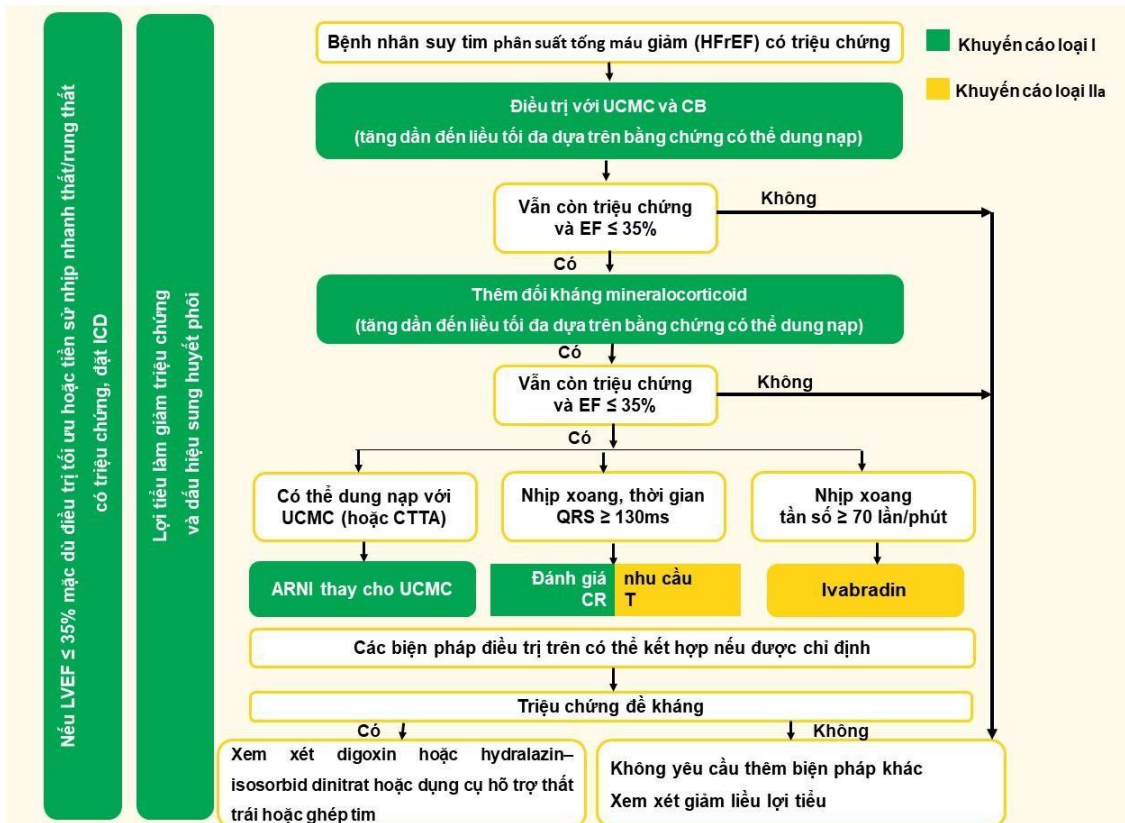 Nếu LVEF ≤ 35% mặc dù điều trị tối ưu hoặc tiền sử nhịp nhanh thất/rung thất
có triệu chứng, đặt ICD
Lợi tiểu làm giảm triệu chứng
và dấu hiệu sung huyết phổi
Bệnh nhân suy tim phân suất tống máu giảm (HFrEF) có triệu chứng
Khuyến cáo loại I
Khuyến cáo loại IIa
Điều trị với UCMC và CB
(tăng dần đến liều tối đa dựa trên bằng chứng có thể dung nạp)
Vẫn còn triệu chứng
và EF ≤ 35%
Không
Có
Thêm đối kháng mineralocorticoid
(tăng dần đến liều tối đa dựa trên bằng chứng có thể dung nạp)
Có
Vẫn còn triệu chứng
và EF ≤ 35%
Không
Có
Có thể dung nạp với
UCMC (hoặc CTTA)
Nhịp xoang, thời gian
QRS ≥ 130ms
Nhịp xoang
tần số ≥ 70 lần/phút
ARNI thay cho UCMC
Đánh giá nhu cầu
CR T
Ivabradin
Các biện pháp điều trị trên có thể kết hợp nếu được chỉ định
Triệu chứng đề kháng
Có
Không
Xem xét digoxin hoặc hydralazin–
isosorbid dinitrat hoặc dụng cụ hỗ trợ thất
trái hoặc ghép tim
Không yêu cầu thêm biện pháp khác
Xem xét giảm liều lợi tiểu